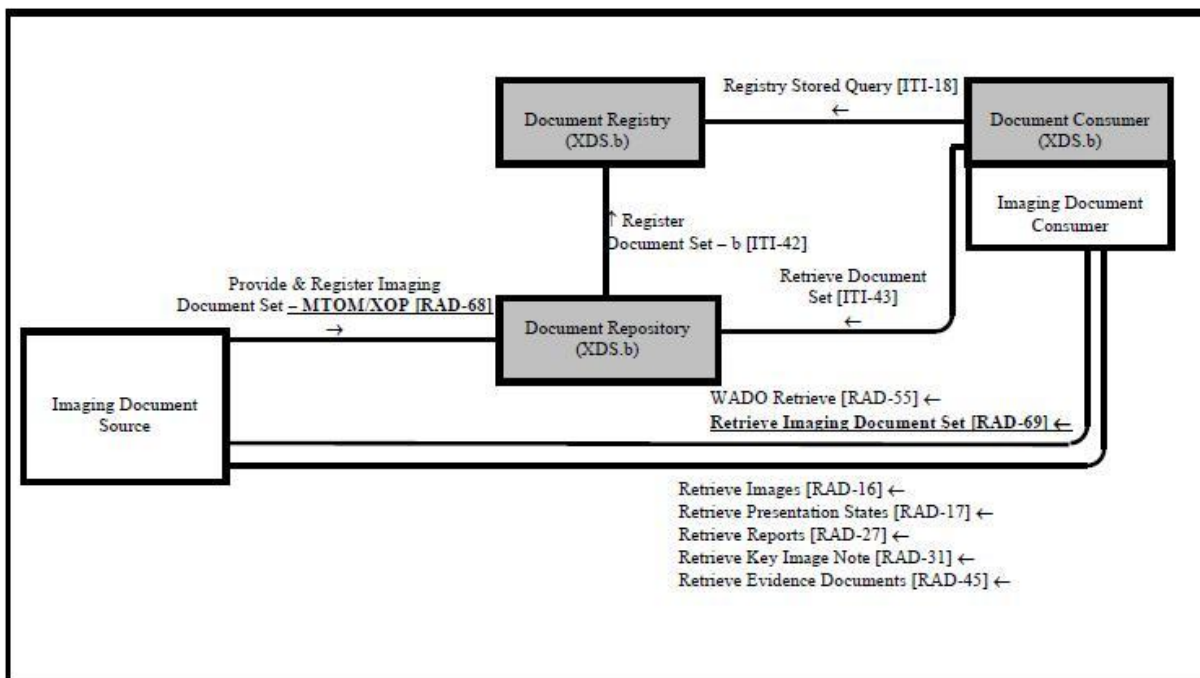 Registry Stored Query [ITI-18]
←
Document Registry
(XDS.b)
Document Consumer
(XDS.b)
Imaging Document
Consumer
↑ Register
Document Set – b [ITI-42]
Provide & Register Imaging
Document Set – MTOM/XOP [RAD-68]
→
Retrieve Document
Set [ITI-43]
←
Document Repository
(XDS.b)
Imaging Document
Source
WADO Retrieve [RAD-55] ←
Retrieve Imaging Document Set [RAD-69] ←
Retrieve Images [RAD-16] ←
Retrieve Presentation States [RAD-17] ←
Retrieve Reports [RAD-27] ←
Retrieve Key Image Note [RAD-31] ←
Retrieve Evidence Documents [RAD-45] ←